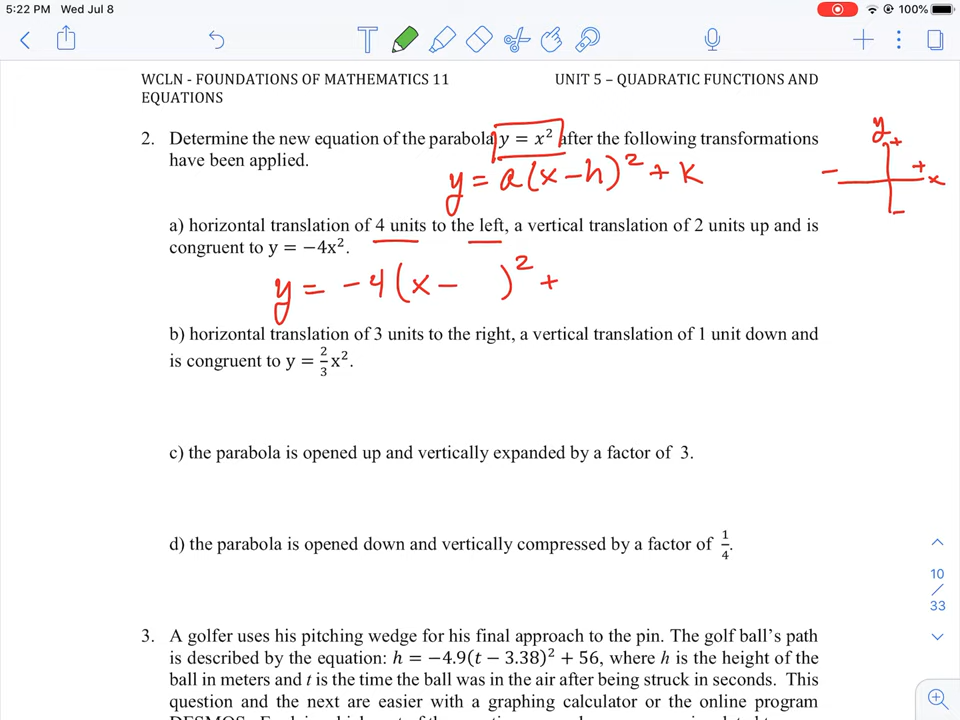 5:22 PM Wed Jul 8 100%
WCLN - FOUNDATIONS OF MATHEMATICS 11 UNIT 5 – QUADRATIC FUNCTIONS AND
EQUATIONS
2. Determine the new equation of the parabola y = x² after the following transformations
have been applied.
y = a(x-h)² + k
y
+
- + x
-
a) horizontal translation of 4 units to the left, a vertical translation of 2 units up and is
congruent to y = −4x².
y = -4(x- )² +
b) horizontal translation of 3 units to the right, a vertical translation of 1 unit down and
is congruent to y = 2/3 x².
c) the parabola is opened up and vertically expanded by a factor of 3.
d) the parabola is opened down and vertically compressed by a factor of 1/4.
10
/
33
3. A golfer uses his pitching wedge for his final approach to the pin. The golf ball's path
is described by the equation: h = −4.9(t − 3.38)² + 56, where h is the height of the
ball in meters and t is the time the ball was in the air after being struck in seconds. This
question and the next are easier with a graphing calculator or the online program